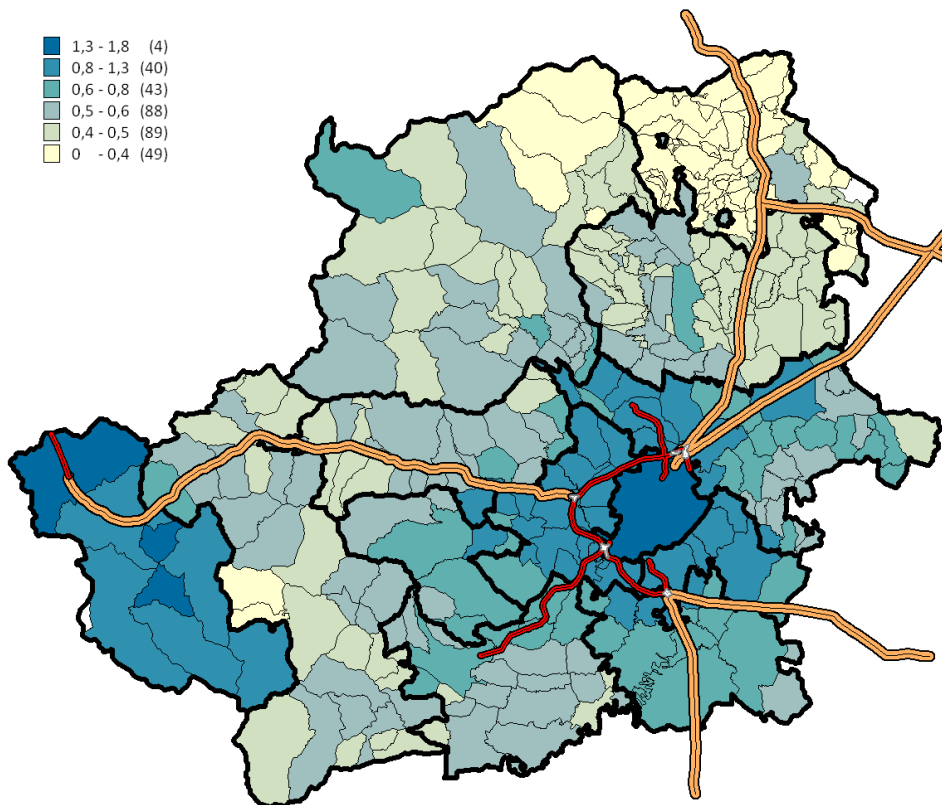 1,3 - 1,8 (4)
0,8 - 1,3 (40)
0,6 - 0,8 (43)
0,5 - 0,6 (88)
0,4 - 0,5 (89)
0 - 0,4 (49)